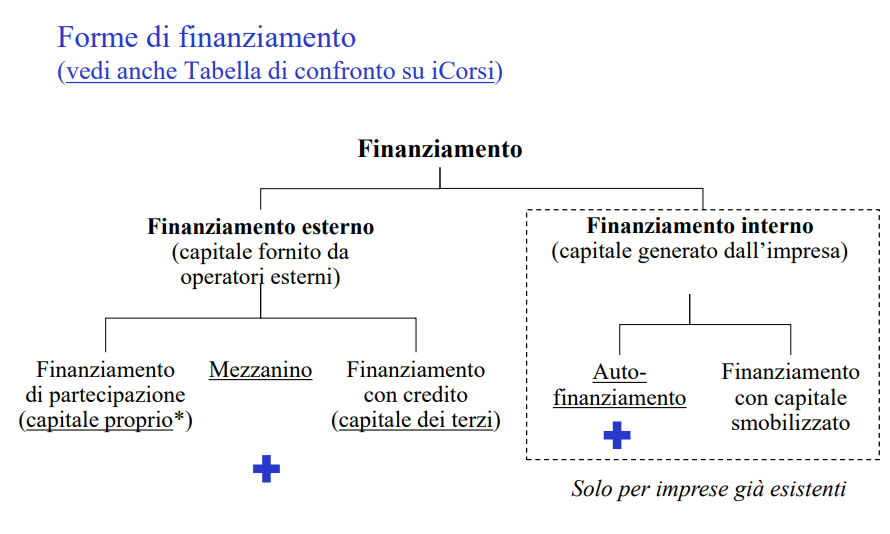 Forme di finanziamento
(vedi anche Tabella di confronto su iCorsi)
Finanziamento
Finanziamento esterno
(capitale fornito da
operatori esterni)
Finanziamento interno
(capitale generato dall’impresa)
Finanziamento
di partecipazione
(capitale proprio*)
Mezzanino
Finanziamento
con credito
(capitale dei terzi)
Auto-
finanziamento
Finanziamento
con capitale
smobilizzato
Solo per imprese già esistenti